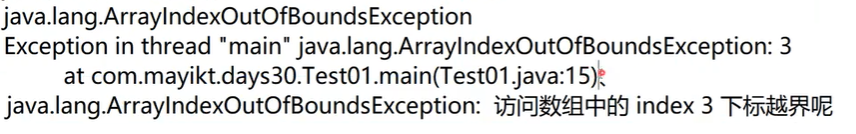 java.lang.ArrayIndexOutOfBoundsException
Exception in thread "main" java.lang.ArrayIndexOutOfBoundsException: 3
at com.mayikt.days30.Test01.main(Test01.java:15)、
java.lang.ArrayIndexOutOfBoundsException: 访问数组中的 index 3 下标越界呢